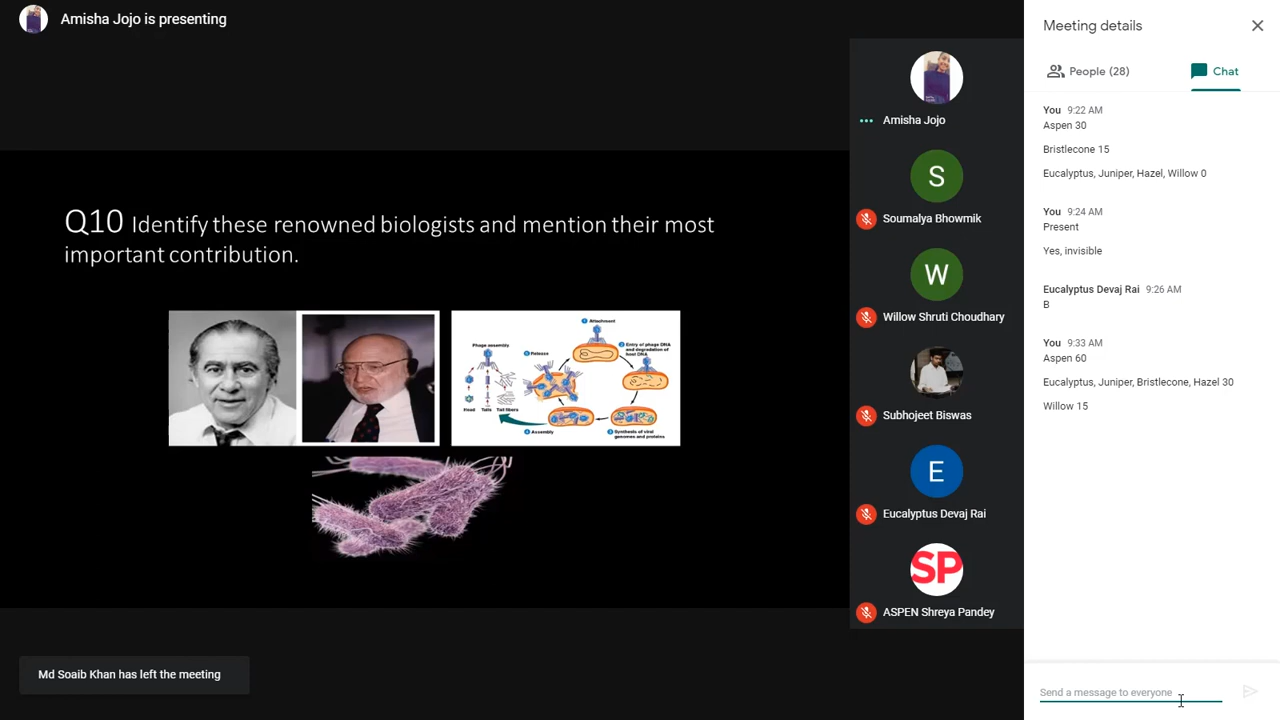 Amisha Jojo is presenting
Q10 Identify these renowned biologists and mention their most
important contribution.
Phage assembly
Head Tails Tail fibers
1 Attachment
2 Entry of phage DNA
and degradation of
host DNA
3 Synthesis of viral
genomes and proteins
4 Assembly
5 Release
Md Soaib Khan has left the meeting
Amisha Jojo
S
Soumalya Bhowmik
W
Willow Shruti Choudhary
Subhojeet Biswas
E
Eucalyptus Devaj Rai
SP
ASPEN Shreya Pandey
Meeting details
People (28)
Chat
You 9:22 AM
Aspen 30
Bristlecone 15
Eucalyptus, Juniper, Hazel, Willow 0
You 9:24 AM
Present
Yes, invisible
Eucalyptus Devaj Rai 9:26 AM
B
You 9:33 AM
Aspen 60
Eucalyptus, Juniper, Bristlecone, Hazel 30
Willow 15
Send a message to everyone